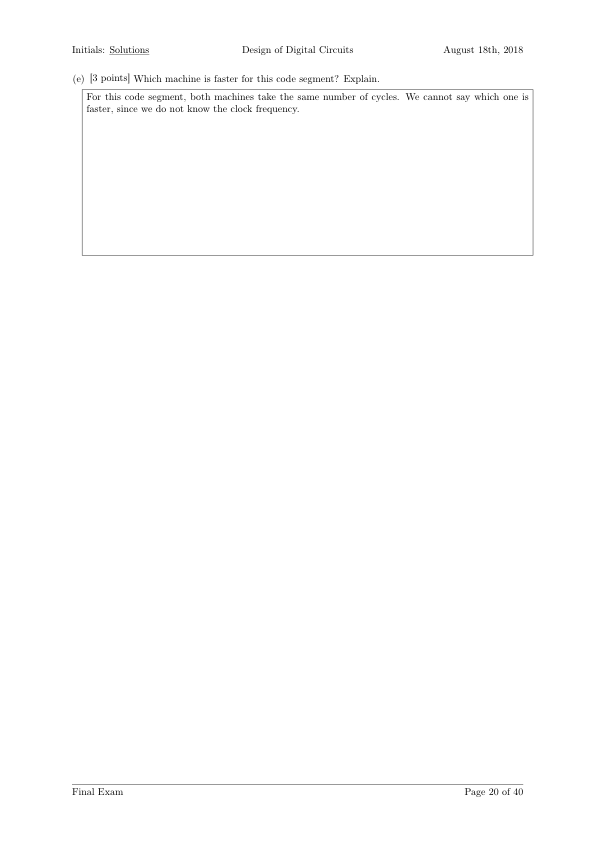 Initials: Solutions Design of Digital Circuits August 18th, 2018
(e) [3 points] Which machine is faster for this code segment? Explain.
For this code segment, both machines take the same number of cycles. We cannot say which one is
faster, since we do not know the clock frequency.
Final Exam Page 20 of 40